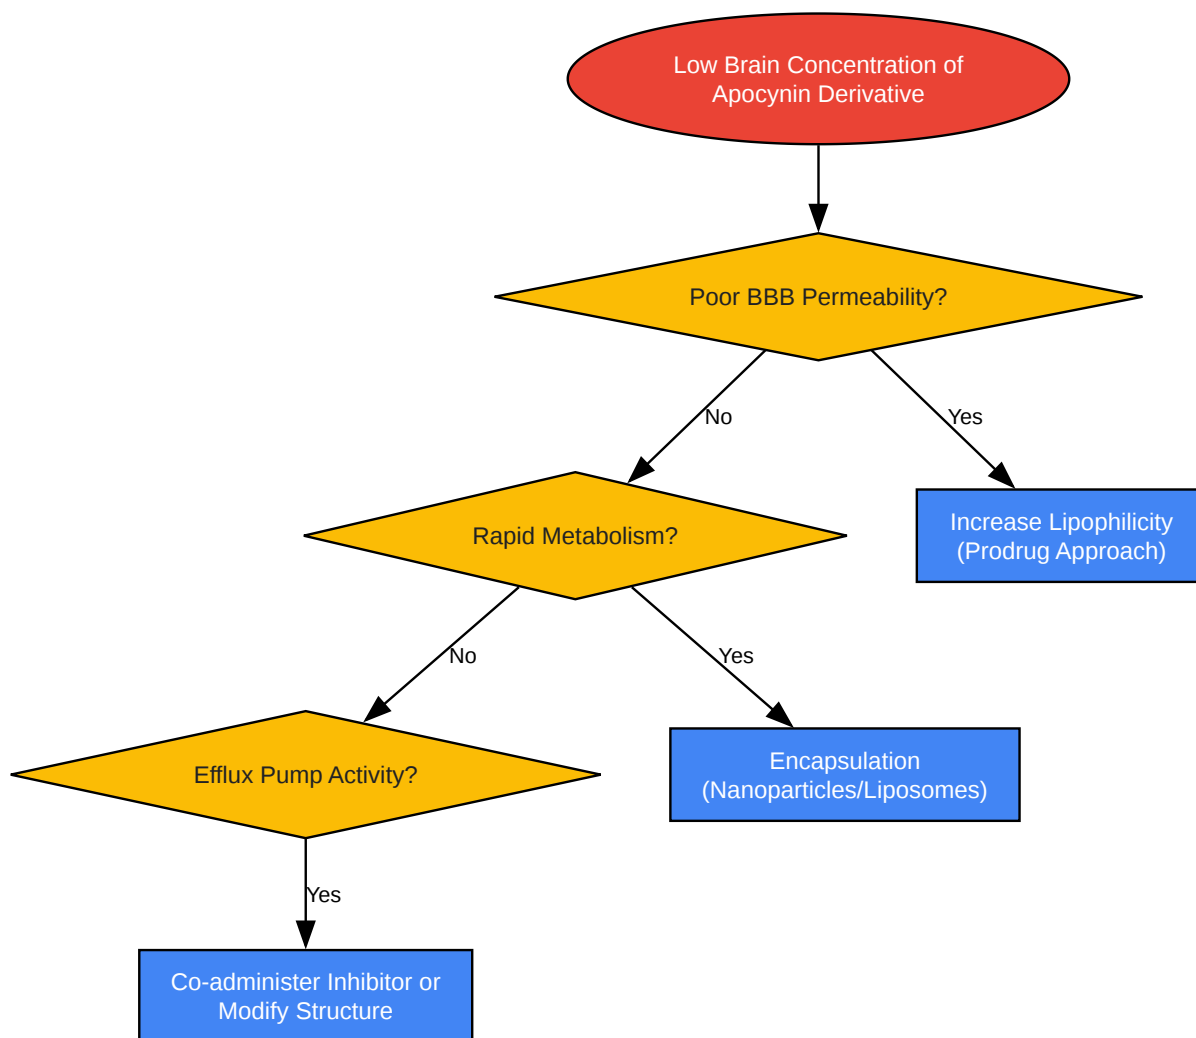 Low Brain Concentration of
Apocynin Derivative
Poor BBB Permeability?
No
Yes
Rapid Metabolism?
Increase Lipophilicity
(Prodrug Approach)
No
Yes
Efflux Pump Activity?
Encapsulation
(Nanoparticles/Liposomes)
Yes
Co-administer Inhibitor or
Modify Structure